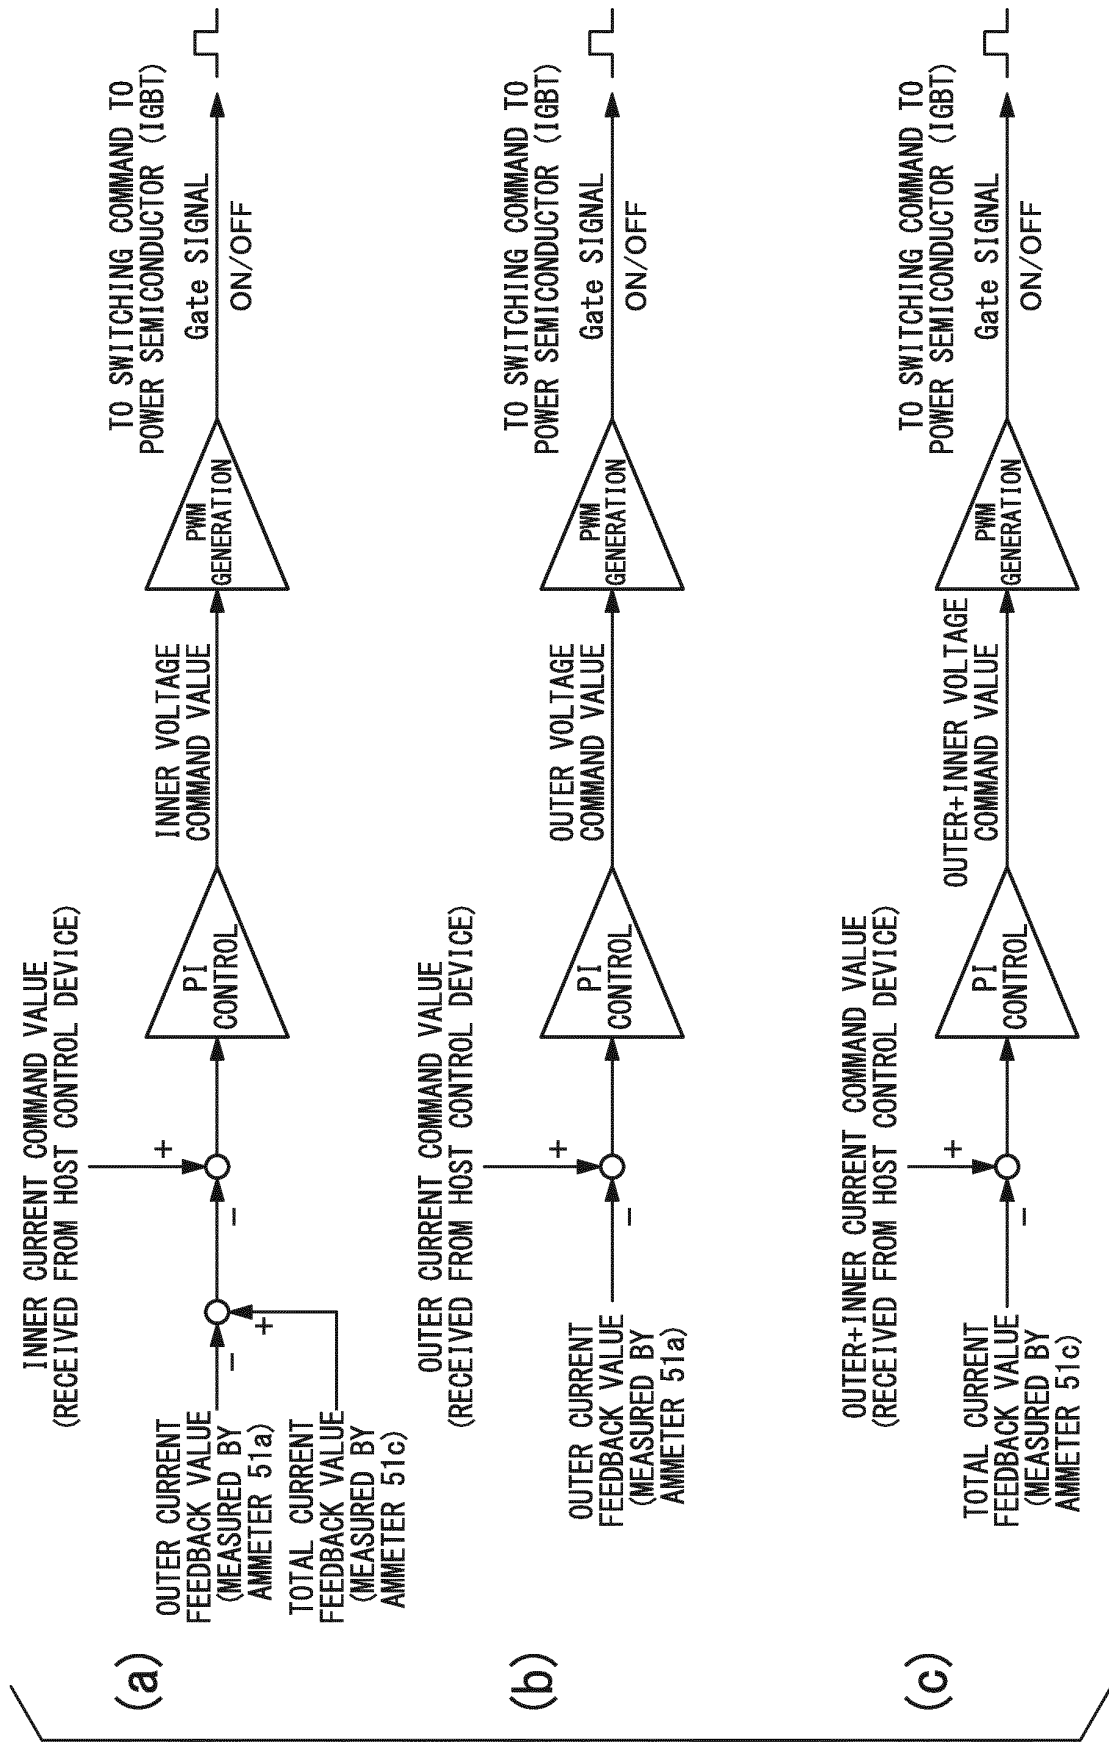 (a)
OUTER CURRENT
FEEDBACK VALUE
(MEASURED BY
AMMETER 51a)
TOTAL CURRENT
FEEDBACK VALUE
(MEASURED BY
AMMETER 51c)
-
+
INNER CURRENT COMMAND VALUE
(RECEIVED FROM HOST CONTROL DEVICE)
-
+
PI
CONTROL
INNER VOLTAGE
COMMAND VALUE
PWM
GENERATION
TO SWITCHING COMMAND TO
POWER SEMICONDUCTOR (IGBT)
Gate SIGNAL
ON/OFF
(b)
OUTER CURRENT
FEEDBACK VALUE
(MEASURED BY
AMMETER 51a)
OUTER CURRENT COMMAND VALUE
(RECEIVED FROM HOST CONTROL DEVICE)
-
+
PI
CONTROL
OUTER VOLTAGE
COMMAND VALUE
PWM
GENERATION
TO SWITCHING COMMAND TO
POWER SEMICONDUCTOR (IGBT)
Gate SIGNAL
ON/OFF
(c)
TOTAL CURRENT
FEEDBACK VALUE
(MEASURED BY
AMMETER 51c)
OUTER+INNER CURRENT COMMAND VALUE
(RECEIVED FROM HOST CONTROL DEVICE)
-
+
PI
CONTROL
OUTER+INNER VOLTAGE
COMMAND VALUE
PWM
GENERATION
TO SWITCHING COMMAND TO
POWER SEMICONDUCTOR (IGBT)
Gate SIGNAL
ON/OFF